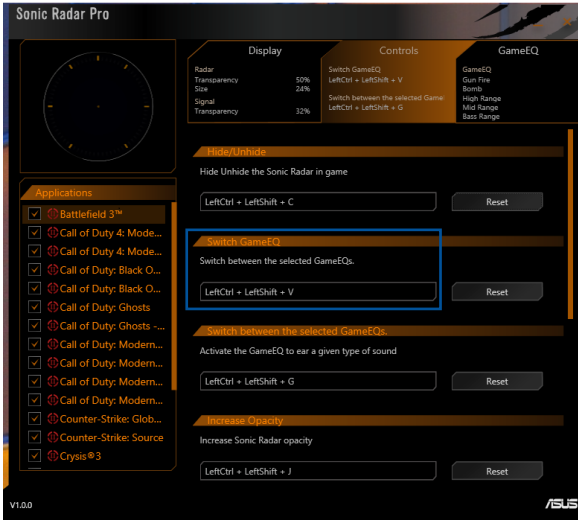 Sonic Radar Pro
Display
Radar
Transparency 50%
Size 24%
Signal
Transparency 32%
Controls
Switch GameEQ
LeftCtrl + LeftShift + V
Switch between the selected Game
LeftCtrl + LeftShift + G
GameEQ
GameEQ
Gun Fire
Bomb
High Range
Mid Range
Bass Range
Applications
Battlefield 3™
Call of Duty 4: Mode...
Call of Duty 4: Mode...
Call of Duty: Black O...
Call of Duty: Black O...
Call of Duty: Ghosts
Call of Duty: Ghosts -...
Call of Duty: Modern...
Call of Duty: Modern...
Call of Duty: Modern...
Call of Duty: Modern...
Counter-Strike: Glob...
Counter-Strike: Source
Crysis®3
Hide/Unhide
Hide Unhide the Sonic Radar in game
LeftCtrl + LeftShift + C Reset
Switch GameEQ
Switch between the selected GameEQs.
LeftCtrl + LeftShift + V Reset
Switch between the selected GameEQs.
Activate the GameEQ to ear a given type of sound
LeftCtrl + LeftShift + G Reset
Increase Opacity
Increase Sonic Radar opacity
LeftCtrl + LeftShift + J Reset
V1.0.0
ASUS